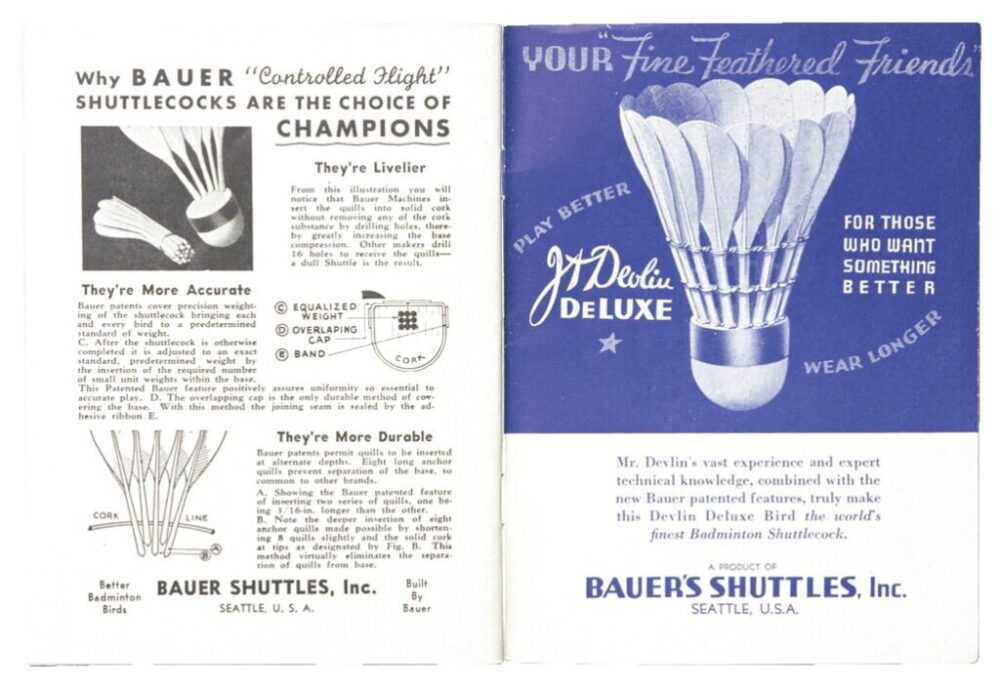 Why BAUER "Controlled Flight"
SHUTTLECOCKS ARE THE CHOICE OF
CHAMPIONS
They're Livelier
From this illustration you will
notice that Bauer Machines in-
sert the quills into solid cork
without removing any of the cork
substance by drilling holes, there-
by greatly increasing the base
compression. Other makers drill
16 holes to receive the quills—
a dull Shuttle is the result.
They're More Accurate
Bauer patents cover precision weight-
ing of the shuttlecock bringing each
and every bird to a predetermined
standard of weight.
C. After the shuttlecock is otherwise
completed it is adjusted to an exact
standard, predetermined weight by
the insertion of the required number
of small unit weights within the base.
This Patented Bauer feature positively assures uniformity so essential to
accurate play. D. The overlapping cap is the only durable method of cov-
ering the base. With this method the joining seam is sealed by the ad-
hesive ribbon E.
C EQUALIZED
WEIGHT
D OVERLAPING
CAP
E BAND
CORK
They're More Durable
Bauer patents permit quills to be inserted
at alternate depths. Eight long anchor
quills prevent separation of the base, so
common to other brands.
A. Showing the Bauer patented feature
of inserting two series of quills, one be-
ing 5/16-in. longer than the other.
B. Note the deeper insertion of eight
anchor quills made possible by shorten-
ing 8 quills slightly and the solid cork
at tips as designated by Fig. B. This
method virtually eliminates the separa-
tion of quills from base.
CORK LINE
B A
Better
Badminton
Birds
BAUER SHUTTLES, Inc.
SEATTLE, U. S. A.
Built
By
Bauer
YOUR "Fine Feathered Friends"
PLAY BETTER
JF Devlin
DELUXE
FOR THOSE
WHO WANT
SOMETHING
BETTER
WEAR LONGER
Mr. Devlin's vast experience and expert
technical knowledge, combined with the
new Bauer patented features, truly make
this Devlin Deluxe Bird the world's
finest Badminton Shuttlecock.
A PRODUCT OF
BAUER'S SHUTTLES, Inc.
SEATTLE, U.S.A.